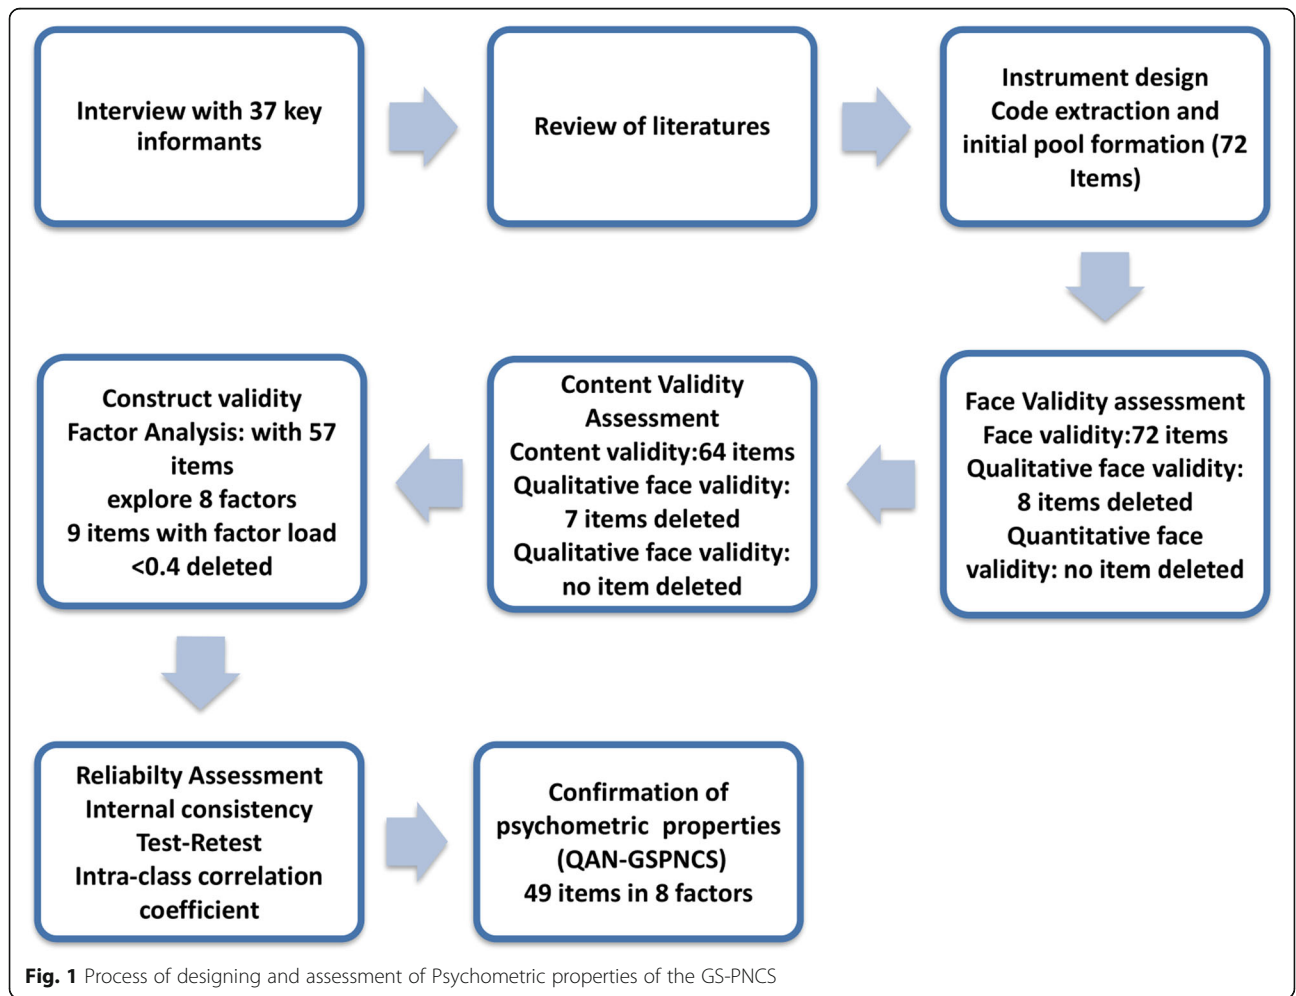 Interview with 37 key
informants
Review of literatures
Instrument design
Code extraction and
initial pool formation (72
Items)
Face Validity assessment
Face validity:72 items
Qualitative face validity:
8 items deleted
Quantitative face
validity: no item deleted
Content Validity
Assessment
Content validity:64 items
Qualitative face validity:
7 items deleted
Qualitative face validity:
no item deleted
Construct validity
Factor Analysis: with 57
items
explore 8 factors
9 items with factor load
<0.4 deleted
Reliabilty Assessment
Internal consistency
Test-Retest
Intra-class correlation
coefficient
Confirmation of
psychometric properties
(QAN-GSPNCS)
49 items in 8 factors
Fig. 1 Process of designing and assessment of Psychometric properties of the GS-PNCS